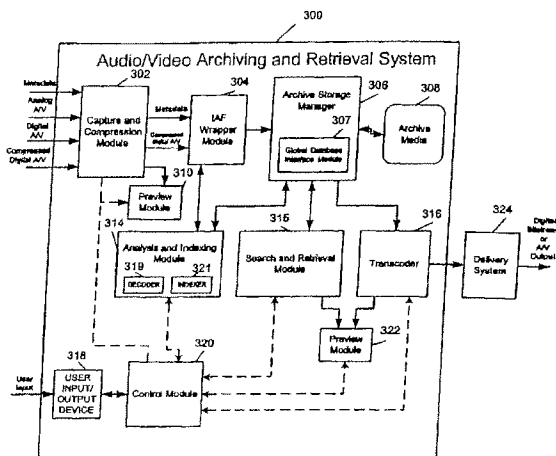 300
Audio/Video Archiving and Retrieval System
302
304
306
308
Metadata
Analog
A/V
Digital
A/V
Compressed
Digital A/V
Capture and
Compression
Module
Metadata
Compressed
Digital A/V
IAF
Wrapper
Module
Archive Storage
Manager
307
Global Database
Interface Module
Archive
Media
310
Preview
Module
314
Analysis and Indexing
Module
319
321
DECODER
INDEXER
315
Search and Retrieval
Module
316
Transcoder
324
Delivery
System
Digital
Bitstream
or
A/V
Output
322
Preview
Module
318
User
Input
USER
INPUT/
OUTPUT
DEVICE
320
Control Module